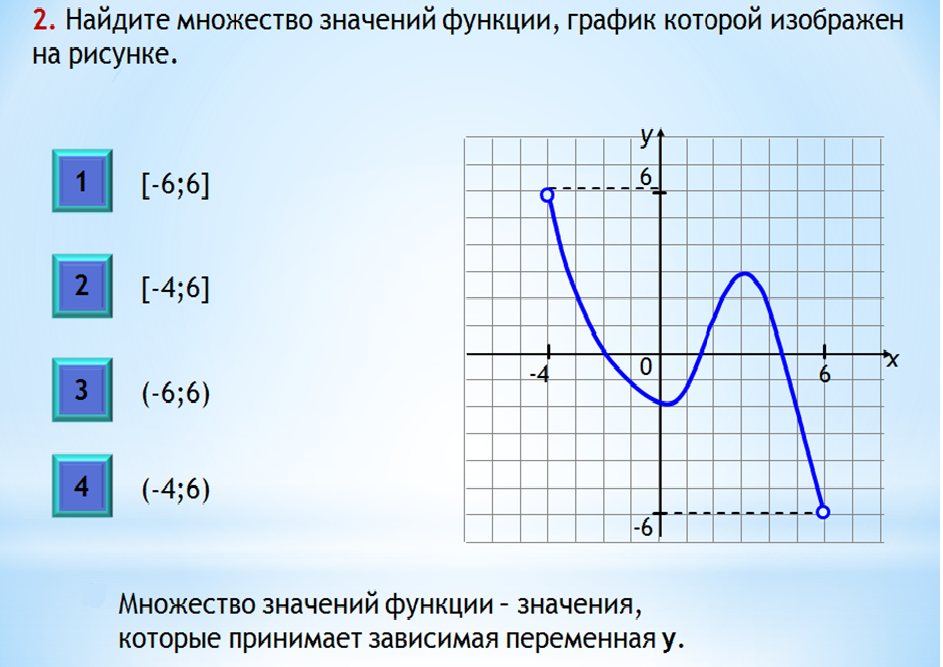 2. Найдите множество значений функции, график которой изображен
на рисунке.
1 [-6;6]
2 [-4;6]
3 (-6;6)
4 (-4;6)
y
6
-4
0
6
x
-6
Множество значений функции – значения,
которые принимает зависимая переменная y.